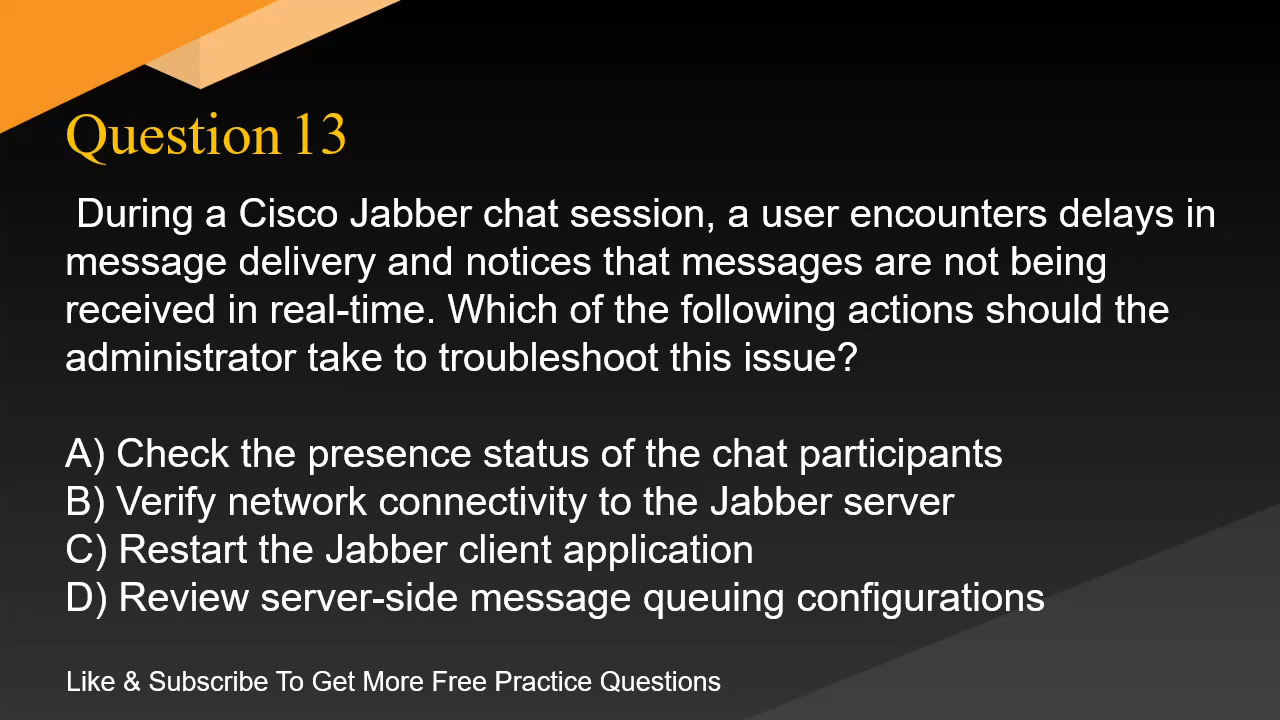 Question 13
During a Cisco Jabber chat session, a user encounters delays in
message delivery and notices that messages are not being
received in real-time. Which of the following actions should the
administrator take to troubleshoot this issue?
A) Check the presence status of the chat participants
B) Verify network connectivity to the Jabber server
C) Restart the Jabber client application
D) Review server-side message queuing configurations
Like & Subscribe To Get More Free Practice Questions